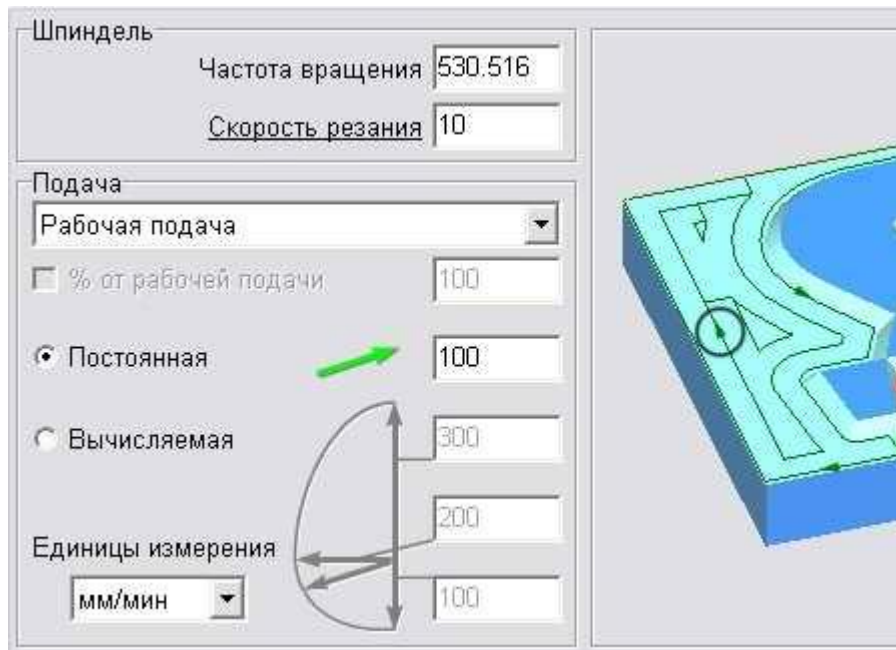 Шпиндель
Частота вращения 530.516
Скорость резания 10
Подача
Рабочая подача
% от рабочей подачи 100
Постоянная 100
Вычисляемая 300
200
Единицы измерения
мм/мин 100